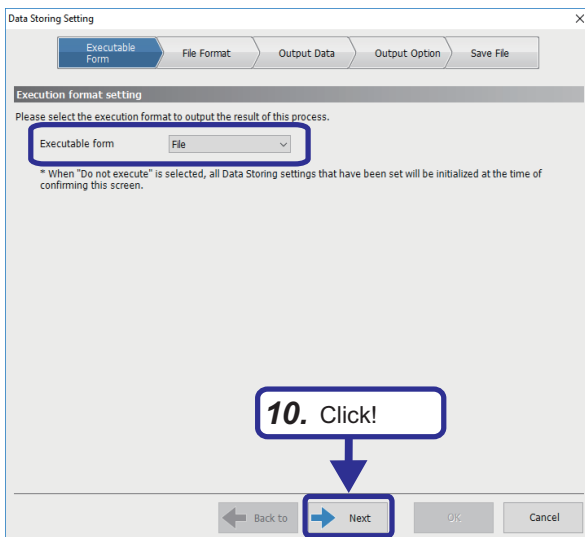 Data Storing Setting
Executable
Form
File Format
Output Data
Output Option
Save File
Execution format setting
Please select the execution format to output the result of this process.
Executable form
File
* When "Do not execute" is selected, all Data Storing settings that have been set will be initialized at the time of
confirming this screen.
10. Click!
Back to
Next
OK
Cancel